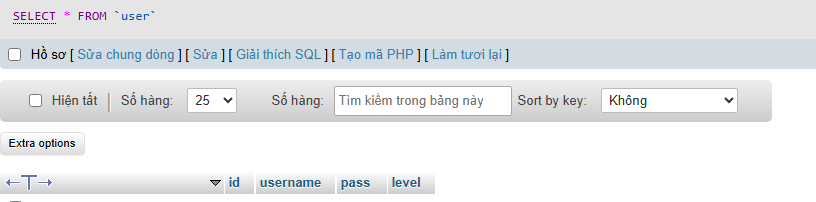 SELECT * FROM `user`
Hồ sơ [ Sửa chung dòng ] [ Sửa ] [ Giải thích SQL ] [ Tạo mã PHP ] [ Làm tươi lại ]
Hiện tất Số hàng: 25 Số hàng: Tìm kiếm trong bảng này Sort by key: Không
Extra options
id username pass level